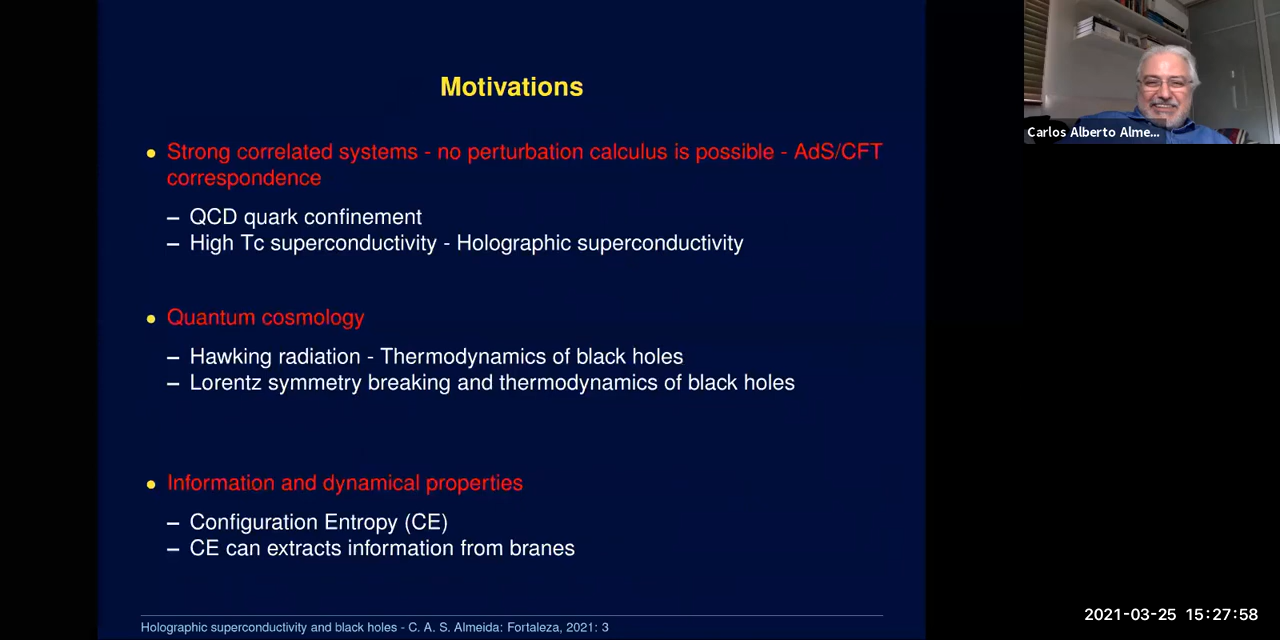 Motivations
Strong correlated systems - no perturbation calculus is possible - AdS/CFT
correspondence
– QCD quark confinement
– High Tc superconductivity - Holographic superconductivity
Quantum cosmology
– Hawking radiation - Thermodynamics of black holes
– Lorentz symmetry breaking and thermodynamics of black holes
Information and dynamical properties
– Configuration Entropy (CE)
– CE can extracts information from branes
Holographic superconductivity and black holes - C. A. S. Almeida: Fortaleza, 2021: 3
Carlos Alberto Alme...
2021-03-25 15:27:58